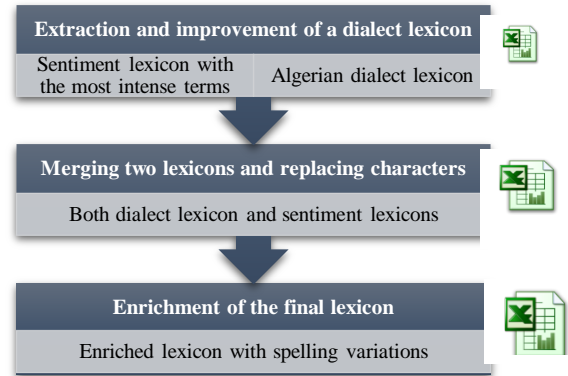 Extraction and improvement of a dialect lexicon
Sentiment lexicon with
the most intense terms
Algerian dialect lexicon
Merging two lexicons and replacing characters
Both dialect lexicon and sentiment lexicons
Enrichment of the final lexicon
Enriched lexicon with spelling variations